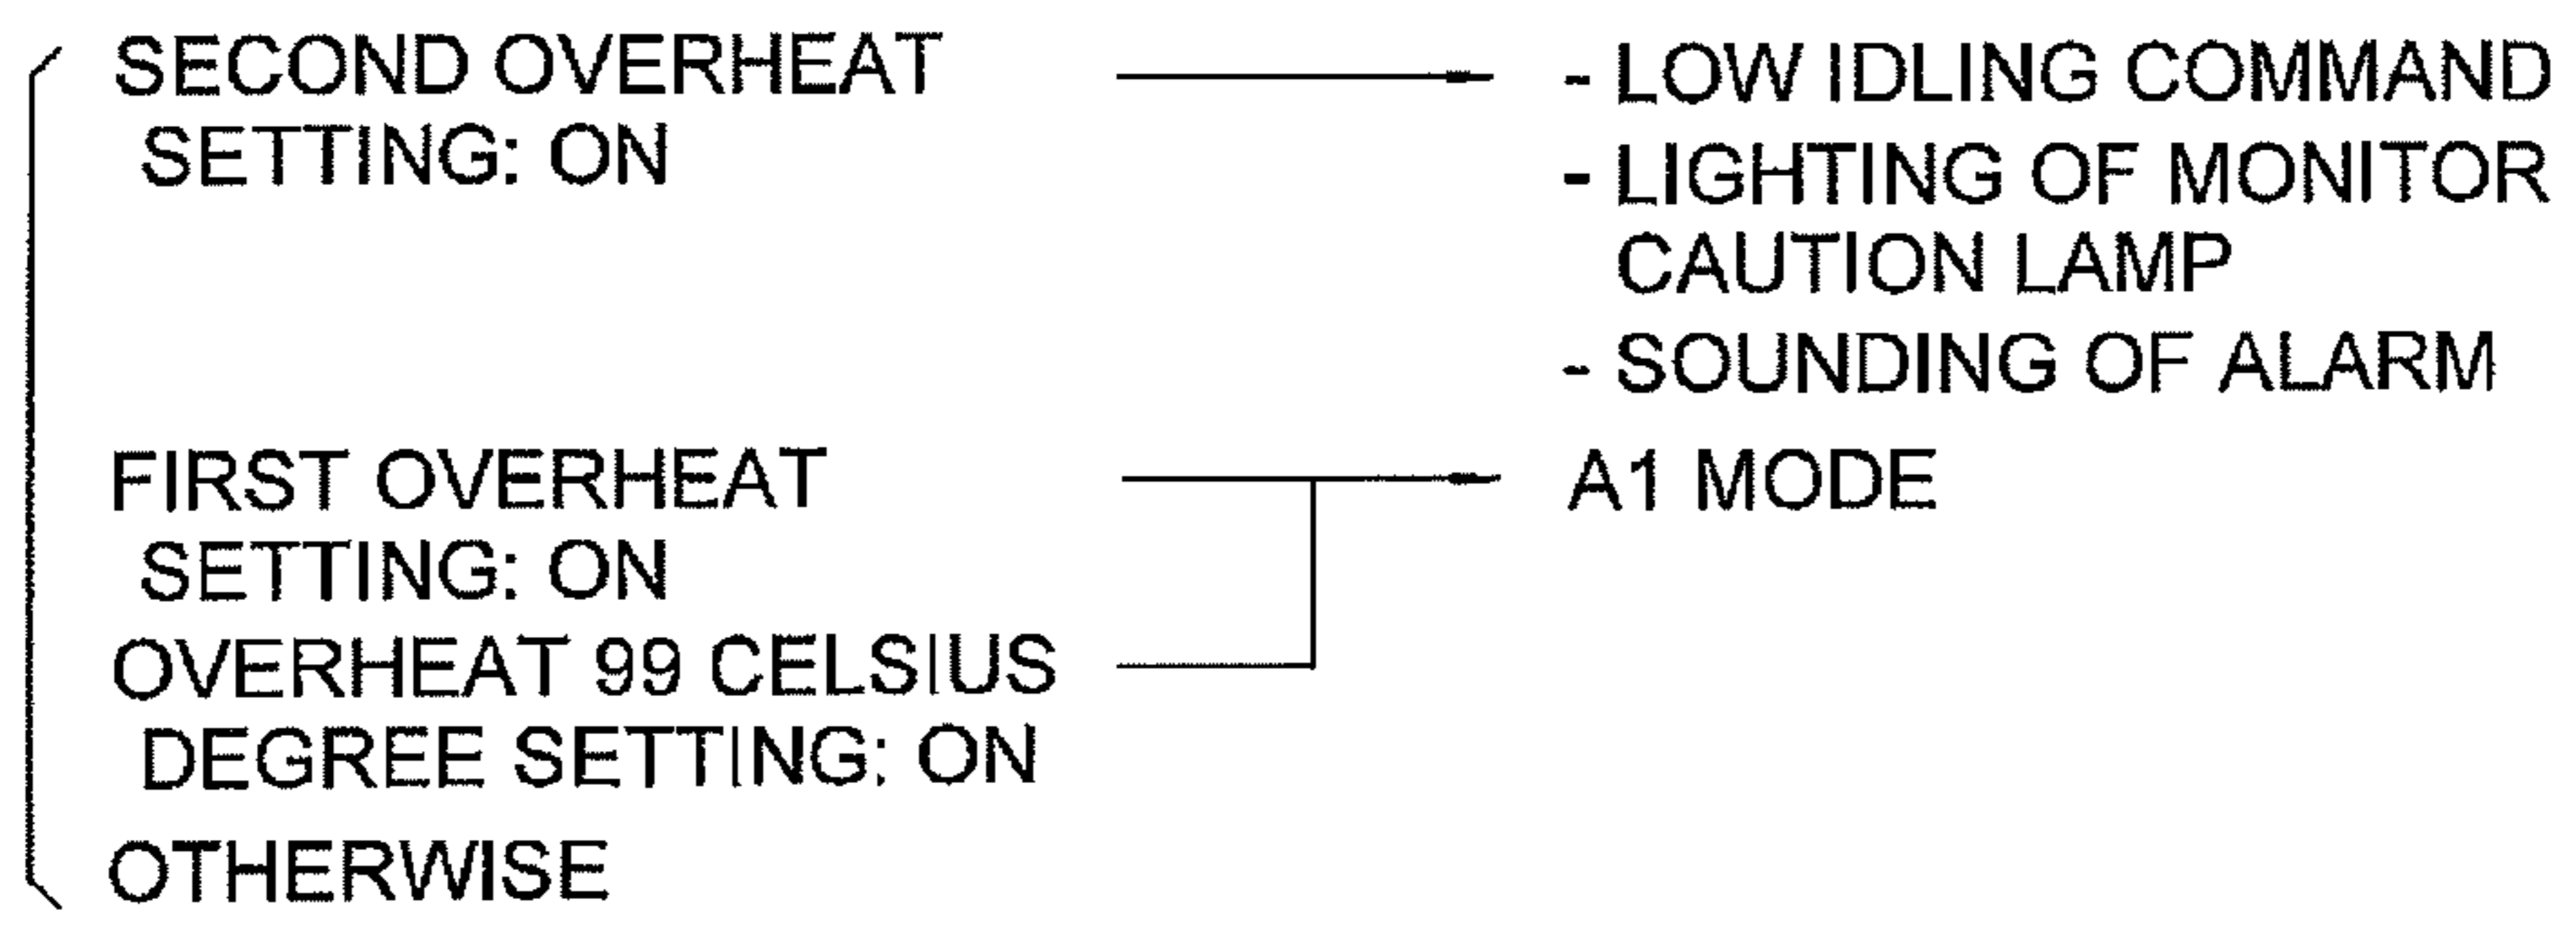 SECOND OVERHEAT
SETTING: ON
- LOW IDLING COMMAND
- LIGHTING OF MONITOR
CAUTION LAMP
- SOUNDING OF ALARM
FIRST OVERHEAT
SETTING: ON
A1 MODE
OVERHEAT 99 CELSIUS
DEGREE SETTING: ON
OTHERWISE